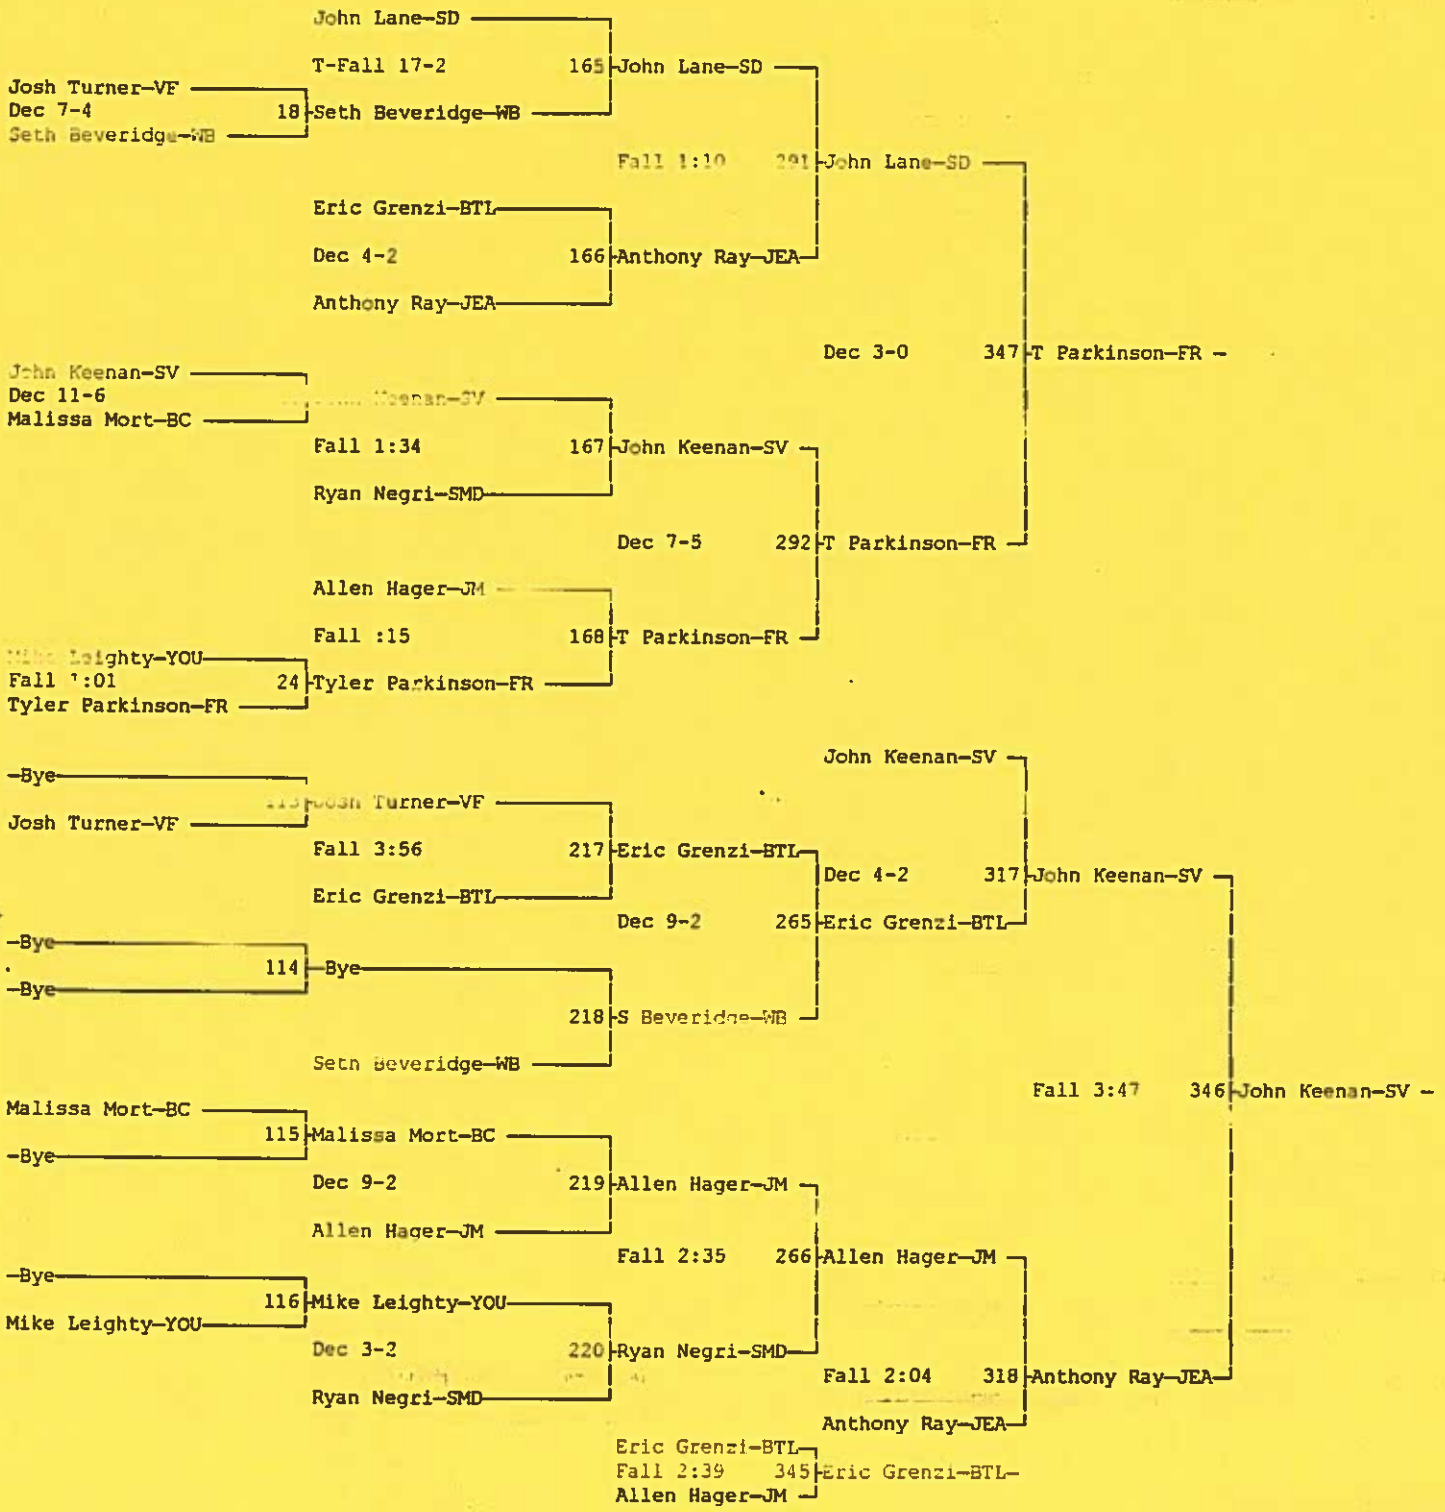 John Lane-SD
T-Fall 17-2 165 John Lane-SD
Josh Turner-VF
Dec 7-4 18 Seth Beveridge-WB
Seth Beveridge-WB
Fall 1:10 291 John Lane-SD
Eric Grenzi-BTL
Dec 4-2 166 Anthony Ray-JEA
Anthony Ray-JEA
Dec 3-0 347 T Parkinson-FR -
John Keenan-SV
Dec 11-6 Keenan-SV
Malissa Mort-BC
Fall 1:34 167 John Keenan-SV
Ryan Negri-SMD
Dec 7-5 292 T Parkinson-FR
Allen Hager-JM
Fall :15 168 T Parkinson-FR
Mike Leighty-YOU
Fall 1:01 24 Tyler Parkinson-FR
Tyler Parkinson-FR
John Keenan-SV
-Bye
113 Josh Turner-VF
Josh Turner-VF
Fall 3:56 217 Eric Grenzi-BTL
Dec 4-2 317 John Keenan-SV
Eric Grenzi-BTL
Dec 9-2 265 Eric Grenzi-BTL
-Bye
114 -Bye
-Bye
218 S Beveridge-WB
Seth Beveridge-WB
Fall 3:47 346 John Keenan-SV -
Malissa Mort-BC
115 Malissa Mort-BC
-Bye
Dec 9-2 219 Allen Hager-JM
Allen Hager-JM
Fall 2:35 266 Allen Hager-JM
-Bye
116 Mike Leighty-YOU
Mike Leighty-YOU
Dec 3-2 220 Ryan Negri-SMD
Fall 2:04 318 Anthony Ray-JEA
Ryan Negri-SMD
Anthony Ray-JEA
Eric Grenzi-BTL
Fall 2:39 345 Eric Grenzi-BTL-
Allen Hager-JM